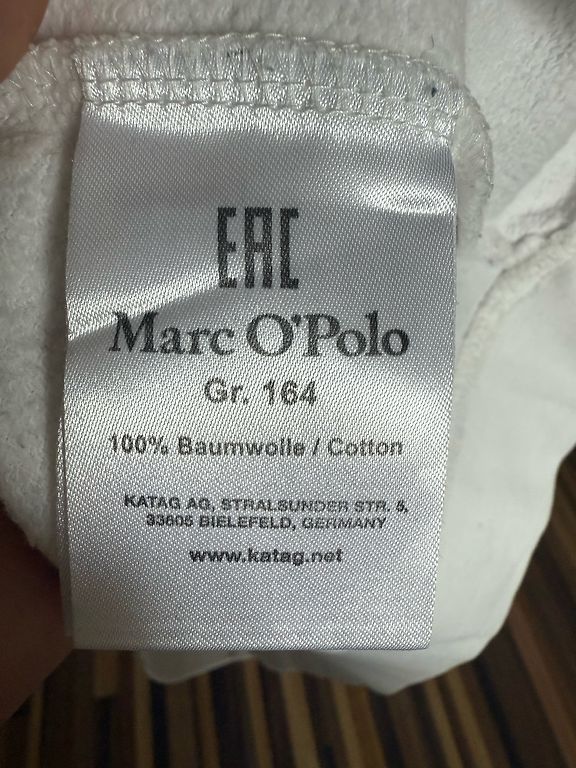 EAC
Marc O'Polo
Gr. 164
100% Baumwolle / Cotton
KATAG AG, STRALSUNDER STR. 5,
33605 BIELEFELD, GERMANY
www.katag.net